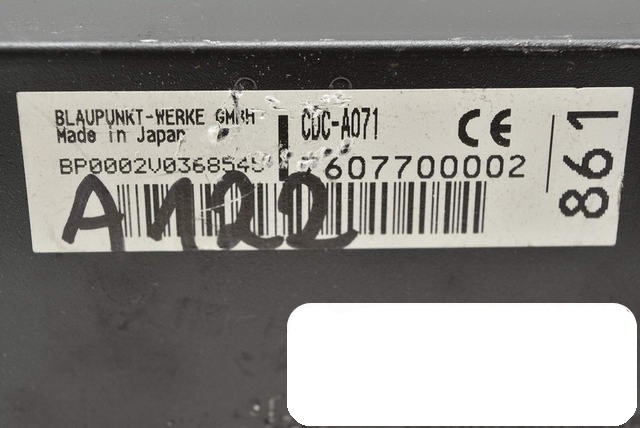 BLAUPUNKT-WERKE GMBH
Made in Japan
CDC-A071
CE
BP0002V0368545
7607700002
861
A122